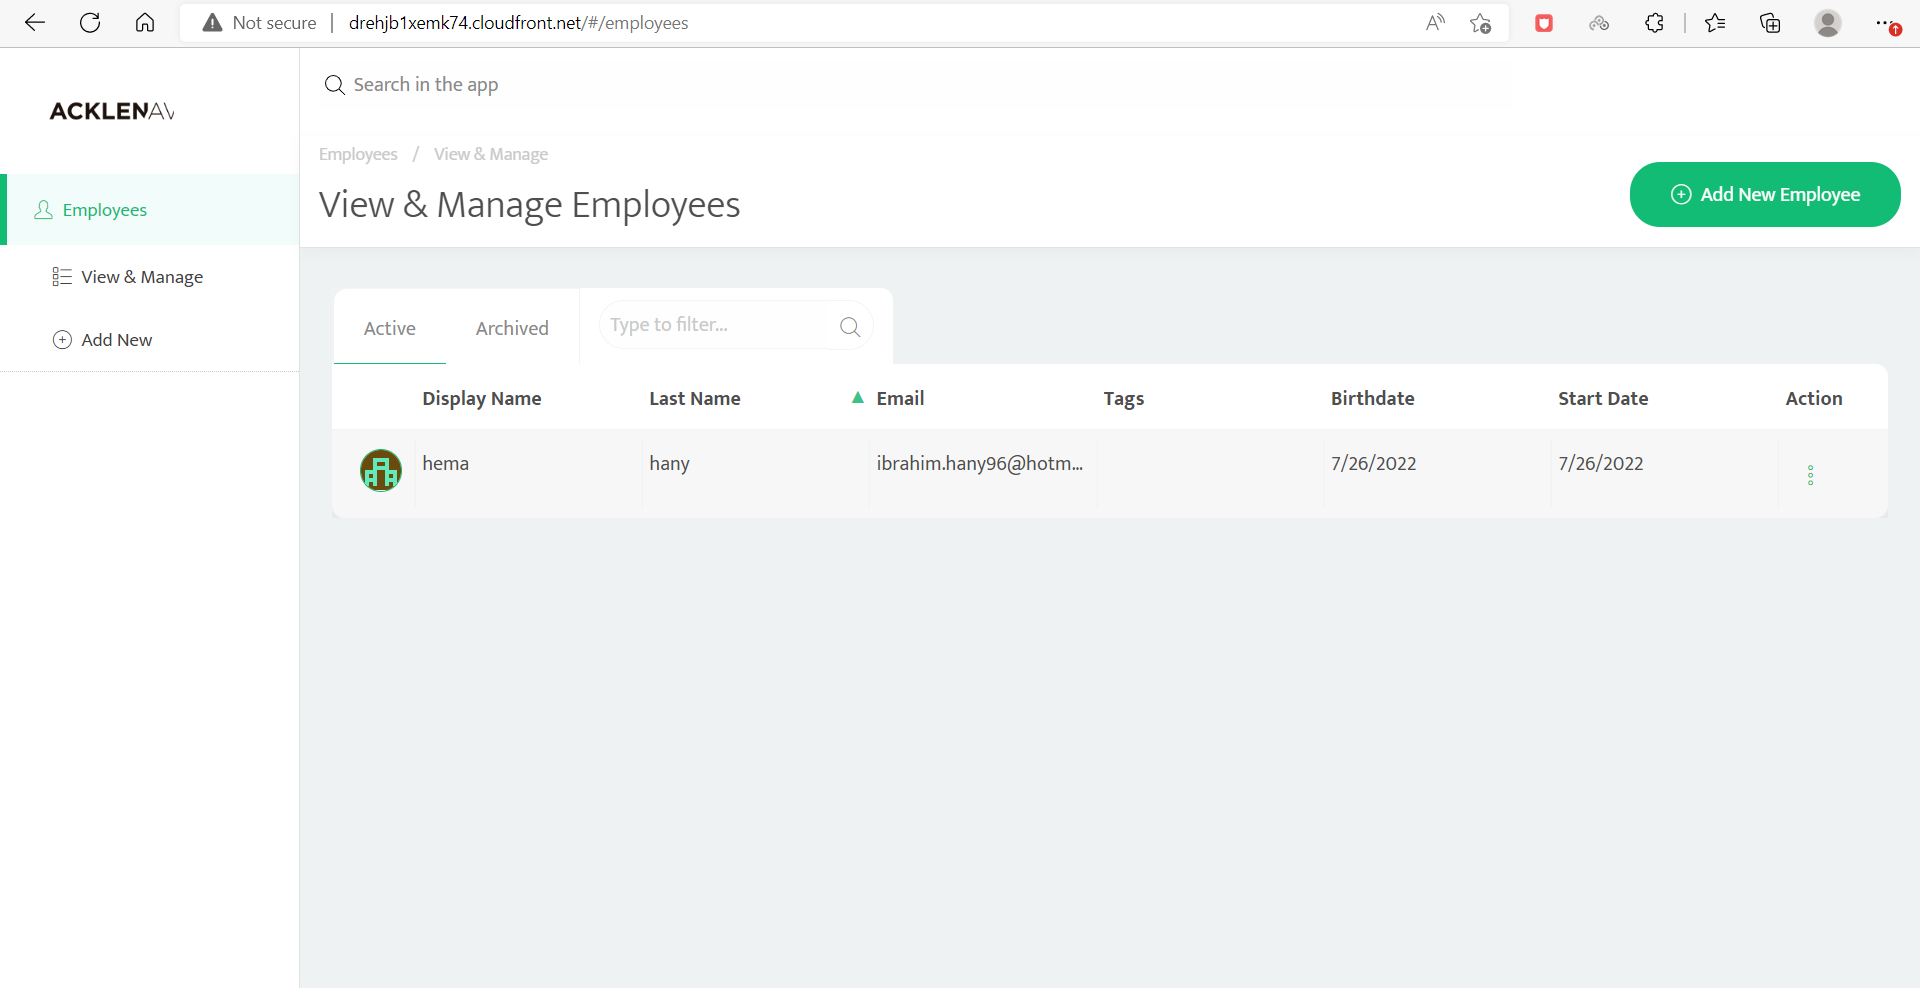 Not secure | drehjb1xemk74.cloudfront.net/#/employees
Search in the app
ACKLENAV
Employees / View & Manage
View & Manage Employees
Add New Employee
Employees
View & Manage
Add New
Active Archived Type to filter...
Display Name Last Name ▲ Email Tags Birthdate Start Date Action
hema hany ibrahim.hany96@hotm... 7/26/2022 7/26/2022